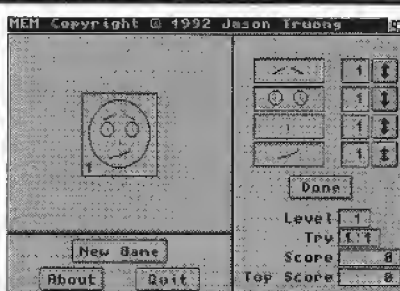 MEM Copyright © 1992 Jason Truong
1
1
1
1
1
Done
Level 1
Try 1 1
Score 0
Top Score 0
New Game
About Quit